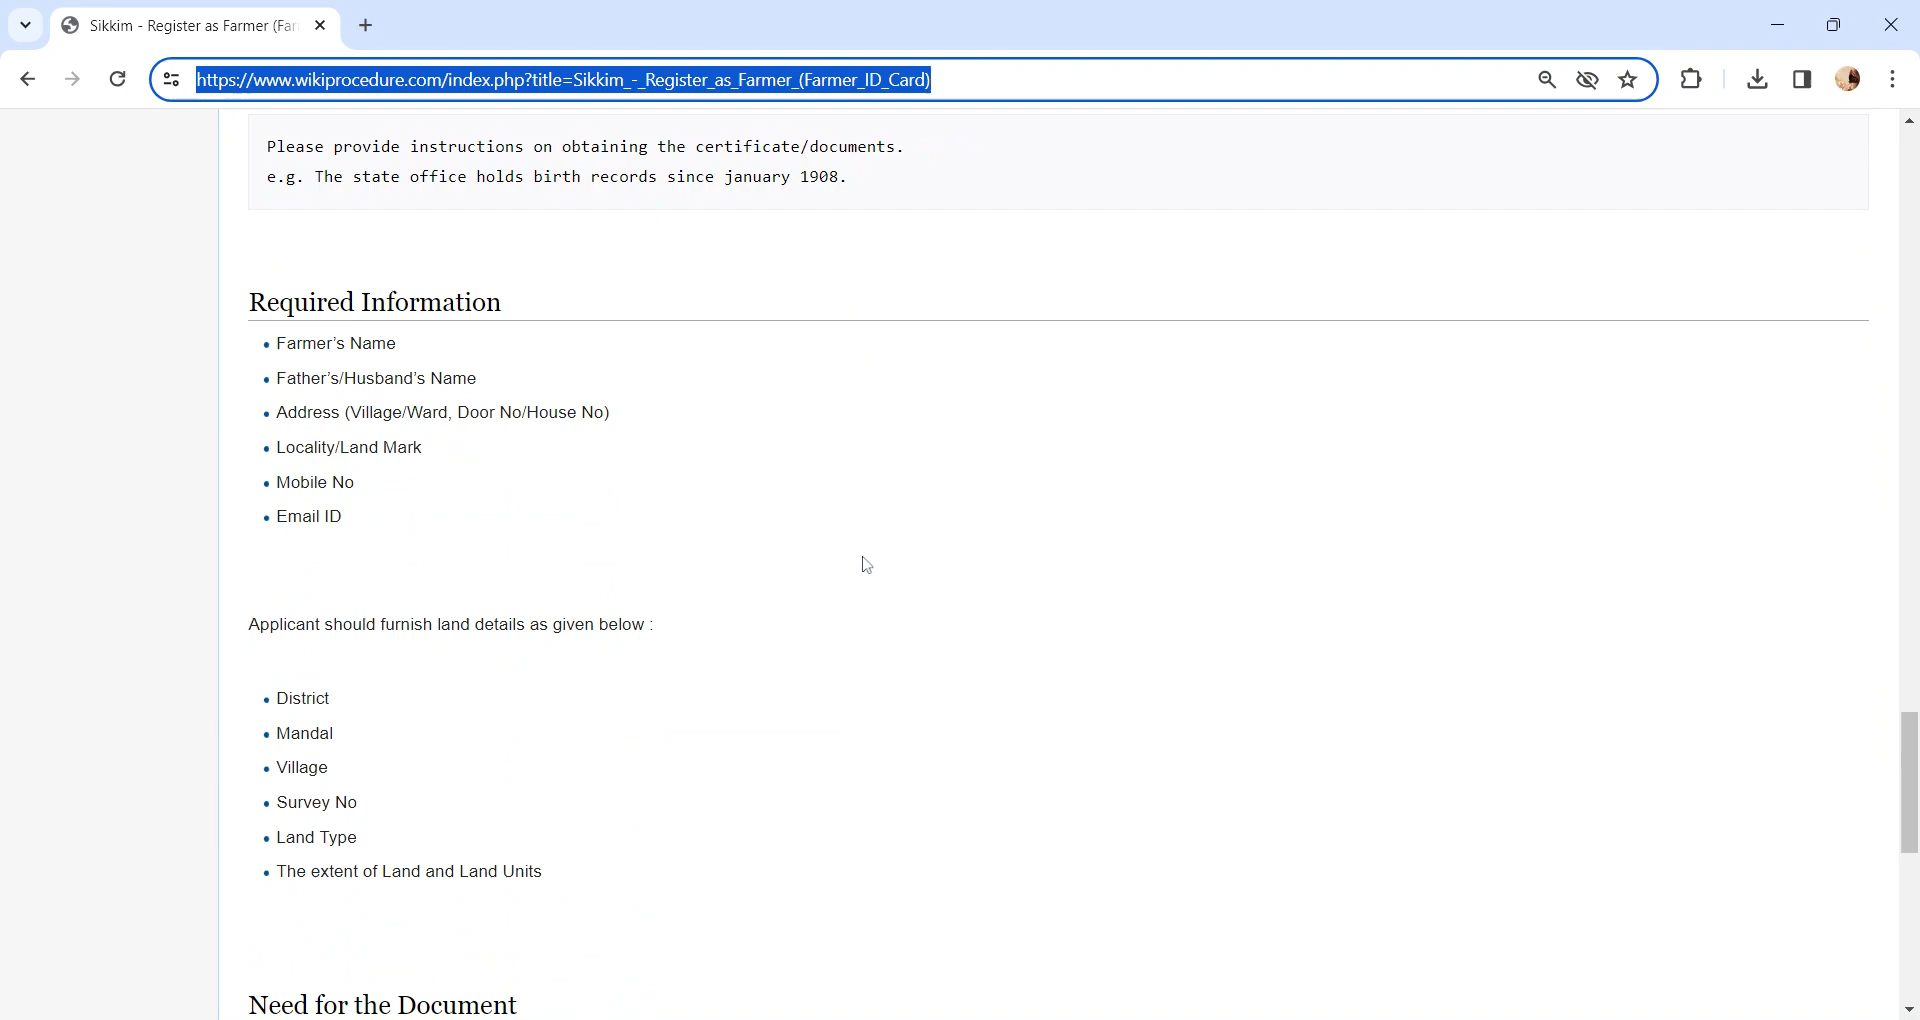 Sikkim - Register as Farmer (Far
https://www.wikiprocedure.com/index.php?title=Sikkim_-_Register_as_Farmer_(Farmer_ID_Card)
Please provide instructions on obtaining the certificate/documents.
e.g. The state office holds birth records since january 1908.
Required Information
Farmer's Name
Father's/Husband's Name
Address (Village/Ward, Door No/House No)
Locality/Land Mark
Mobile No
Email ID
Applicant should furnish land details as given below :
District
Mandal
Village
Survey No
Land Type
The extent of Land and Land Units
Need for the Document